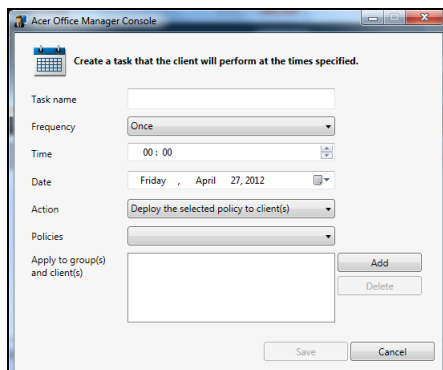 Acer Office Manager Console
Create a task that the client will perform at the times specified.
Task name
Frequency Once
Time 00 : 00
Date Friday , April 27, 2012
Action Deploy the selected policy to client(s)
Policies
Apply to group(s)
and client(s)
Add
Delete
Save Cancel